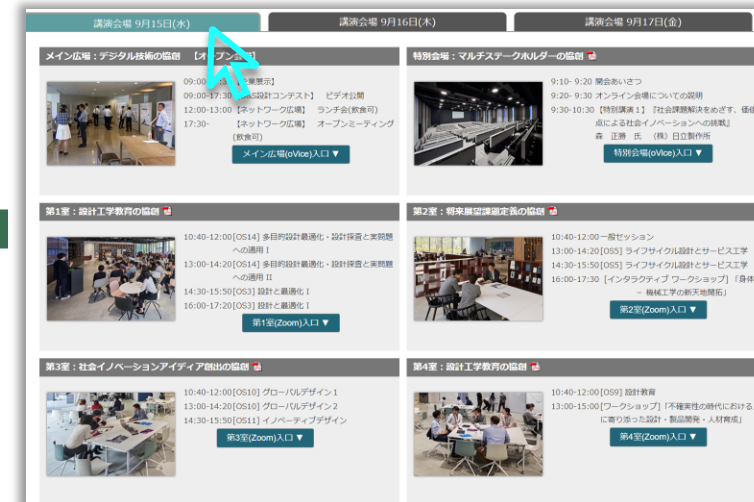 講演会場 9月15日(水)
講演会場 9月16日(木)
講演会場 9月17日(金)
メイン広場：デジタル技術の協創 【オープン
09:00-
業展示】
09:00-17:30
設計コンテスト】 ビデオ公開
12:00-13:00 【ネットワーク広場】 ランチ会(飲食可)
17:30- 【ネットワーク広場】 オープンミーティング
(飲食可)
メイン広場(oVice)入口 ▼
特別会場：マルチステークホルダーの協創
9:10- 9:20 開会あいさつ
9:20- 9:30 オンライン会場についての説明
9:30-10:30 【特別講演１】『社会課題解決をめざす、価値
点による社会イノベーションへの挑戦』
森 正勝 氏 (株) 日立製作所
特別会場(oVice)入口 ▼
第1室：設計工学教育の協創
10:40-12:00[OS14] 多目的設計最適化・設計探査と実問題
への適用 I
13:00-14:20[OS14] 多目的設計最適化・設計探査と実問題
への適用 II
14:30-15:50[OS3] 設計と最適化 I
16:00-17:20[OS3] 設計と最適化 I
第1室(Zoom)入口 ▼
第2室：将来展望課題定義の協創
10:40-12:00 一般セッション
13:00-14:20[OS5] ライフサイクル設計とサービス工学
14:30-15:50[OS5] ライフサイクル設計とサービス工学
16:00-17:30 [インタラクティブ ワークショップ]「身体
－ 機械工学の新天地開拓」
第2室(Zoom)入口 ▼
第3室：社会イノベーションアイディア創出の協創
10:40-12:00[OS10] グローバルデザイン１
13:00-14:20[OS10] グローバルデザイン２
14:30-15:50[OS11] イノベーティブデザイン
第3室(Zoom)入口 ▼
第4室：設計工学教育の協創
10:40-12:00[OS9] 設計教育
13:00-15:00[ワークショップ]「不確実性の時代における
に寄り添った設計・製品開発・人材育成」
第4室(Zoom)入口 ▼